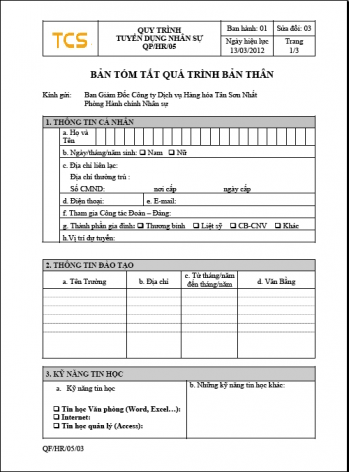 TCS
QUY TRÌNH
TUYỂN DỤNG NHÂN SỰ
QP/HR/05
Ban hành: 01
Sửa đổi: 03
Ngày hiệu lực
13/03/2012
Trang
1/3
BẢN TÓM TẮT QUÁ TRÌNH BẢN THÂN
Kính gửi: Ban Giám Đốc Công ty Dịch vụ Hàng hóa Tân Sơn Nhất
Phòng Hành chính Nhân sự
1. THÔNG TIN CÁ NHÂN
a. Họ và
Tên
b. Ngày/tháng/năm sinh: ❑ Nam ❑ Nữ
c. Địa chỉ liên lạc:
Địa chỉ thường trú :
Số CMND: nơi cấp ngày cấp
d. Điện thoại:
e. E-mail:
f. Tham gia Công tác Đoàn – Đảng:
g. Thành phần gia đình: ❑ Thương binh ❑ Liệt sỹ ❑ CB-CNV ❑ Khác
h.Vị trí dự tuyển:
2. THÔNG TIN ĐÀO TẠO
a. Tên Trường
b. Địa chỉ
c. Từ tháng/năm
đến tháng/năm
d. Văn Bằng
3. KỸ NĂNG TIN HỌC
a. Kỹ năng tin học
b. Những kỹ năng tin học khác:
❑ Tin học Văn phòng (Word, Excel…):
❑ Internet:
❑ Tin học quản lý (Access):
QF/HR/05/03